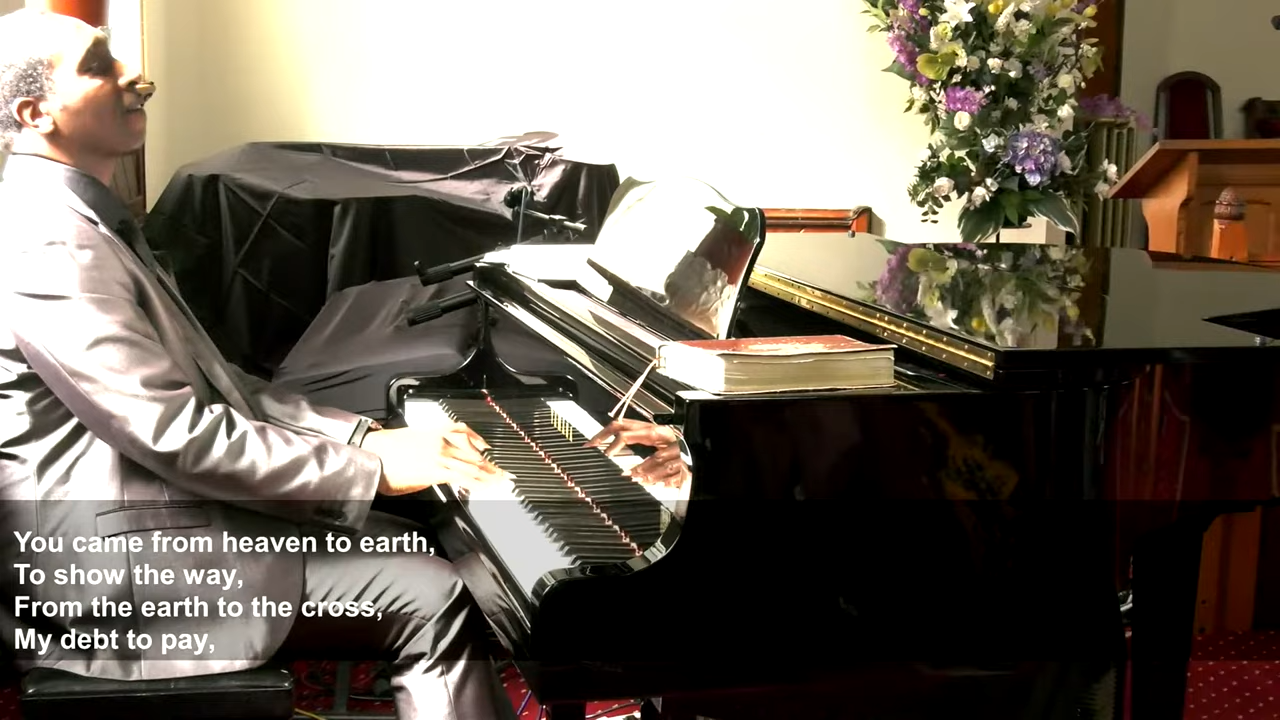 You came from heaven to earth,
To show the way,
From the earth to the cross,
My debt to pay,